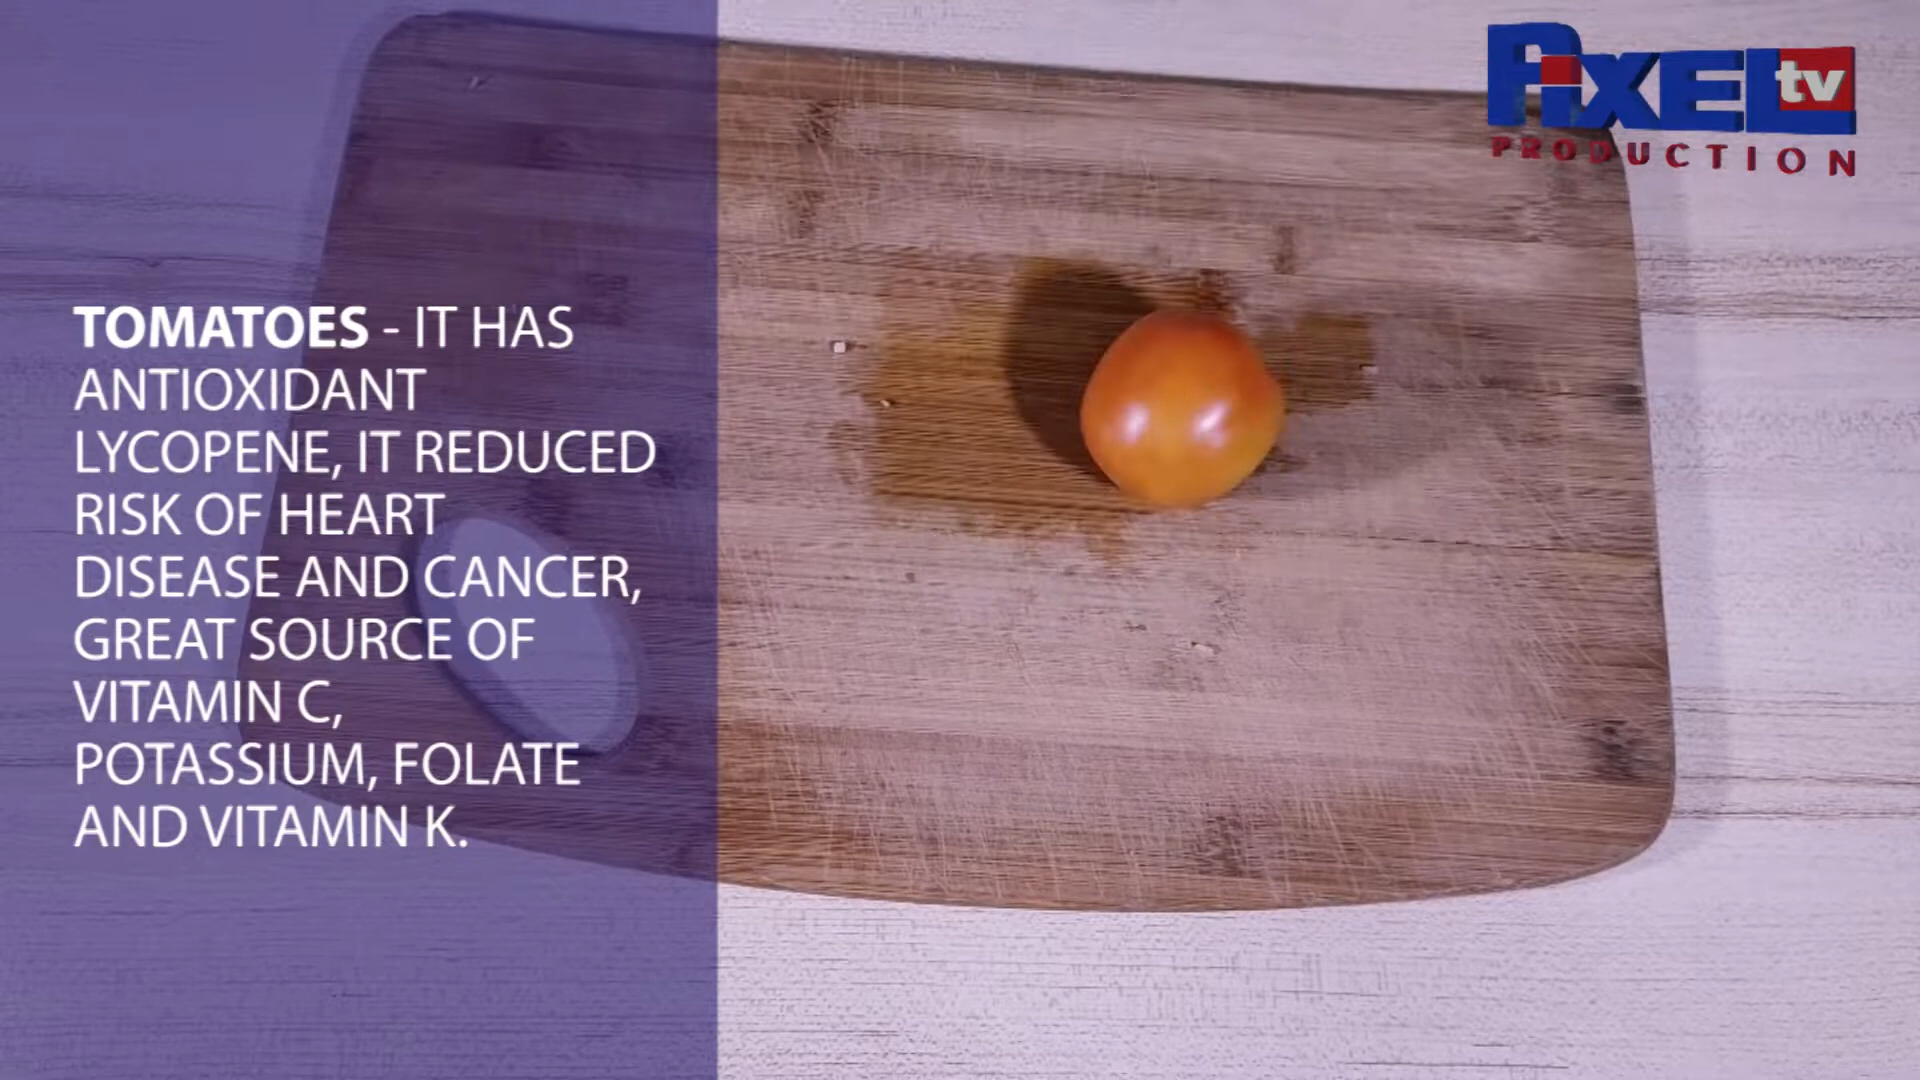 PiXEL tv
PRODUCTION
TOMATOES - IT HAS
ANTIOXIDANT
LYCOPENE, IT REDUCED
RISK OF HEART
DISEASE AND CANCER,
GREAT SOURCE OF
VITAMIN C,
POTASSIUM, FOLATE
AND VITAMIN K.